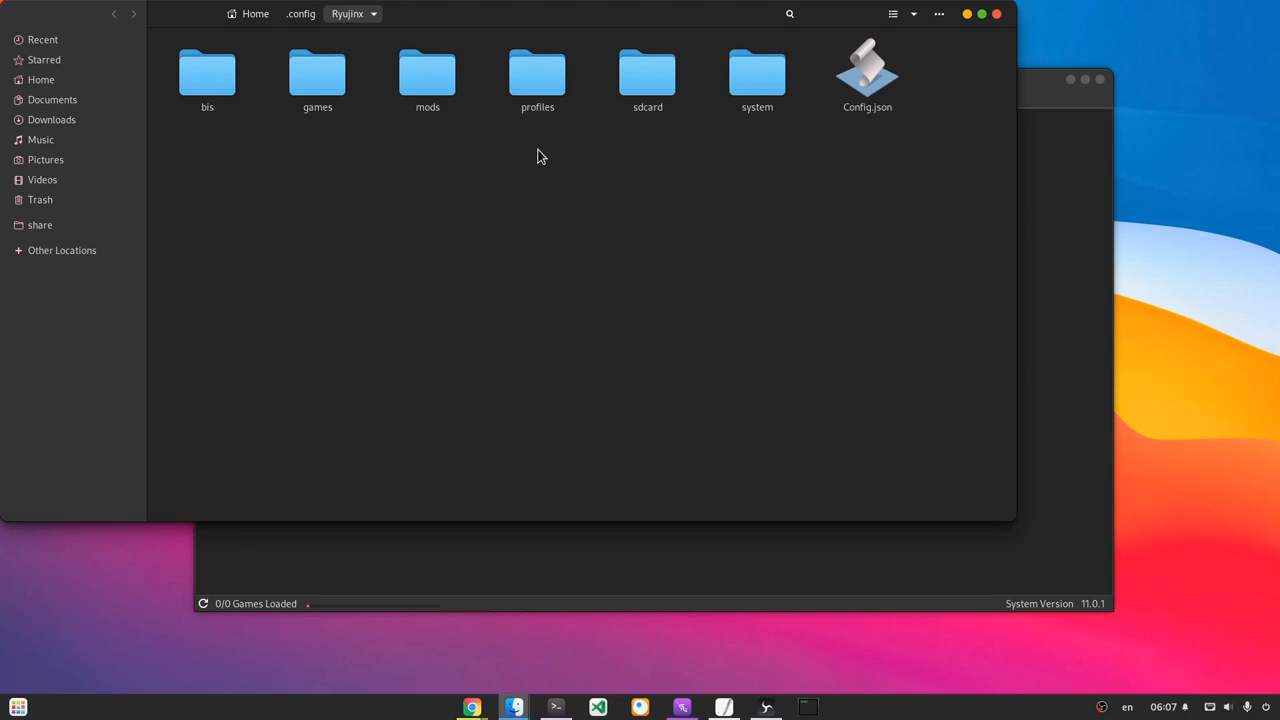 Home .config Ryujinx
Recent
Starred
Home
Documents
Downloads
Music
Pictures
Videos
Trash
share
Other Locations
bis games mods profiles sdcard system Config.json
0/0 Games Loaded System Version 11.0.1
en 06:07